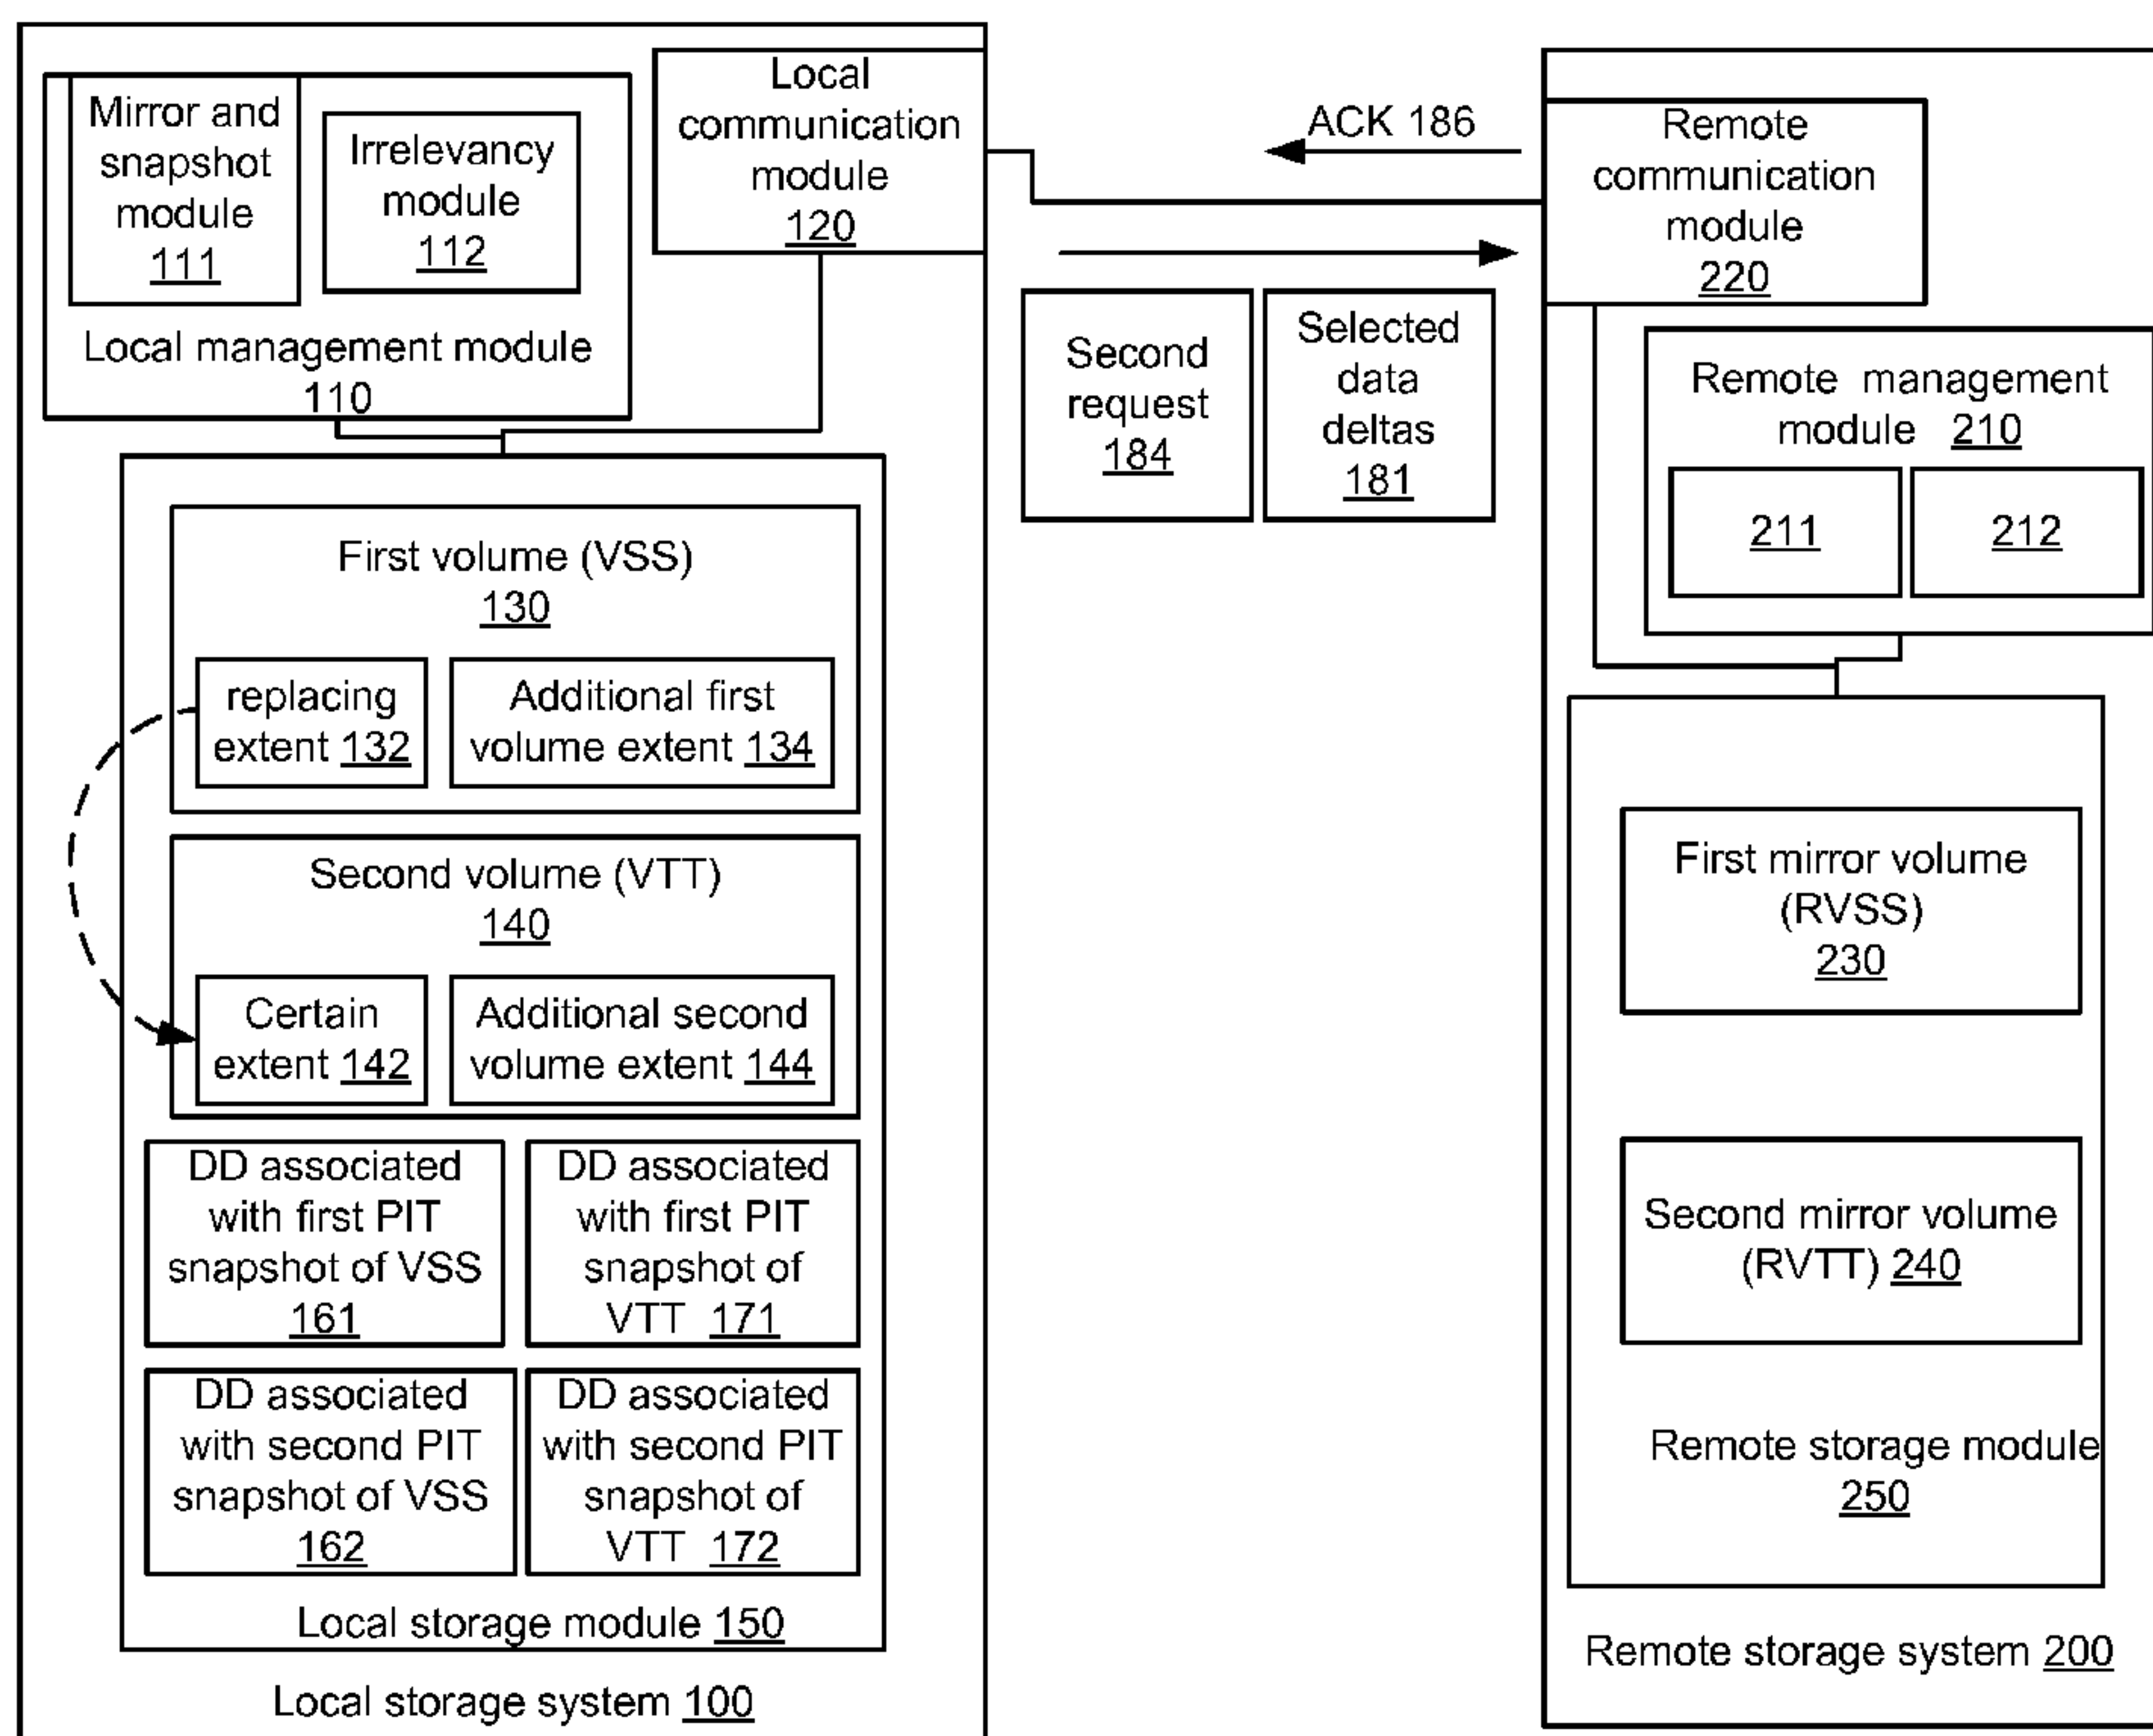 Mirror and
snapshot
module
111
Irrelevancy
module
112
Local management module
110
Local
communication
module
120
ACK 186
Second
request
184
Selected
data
deltas
181
Remote
communication
module
220
Remote management
module 210
211
212
First volume (VSS)
130
replacing
extent 132
Additional first
volume extent 134
Second volume (VTT)
140
Certain
extent 142
Additional second
volume extent 144
DD associated
with first PIT
snapshot of VSS
161
DD associated
with first PIT
snapshot of
VTT 171
DD associated
with second PIT
snapshot of VSS
162
DD associated
with second PIT
snapshot of
VTT 172
Local storage module 150
Local storage system 100
First mirror volume
(RVSS)
230
Second mirror volume
(RVTT) 240
Remote storage module
250
Remote storage system 200